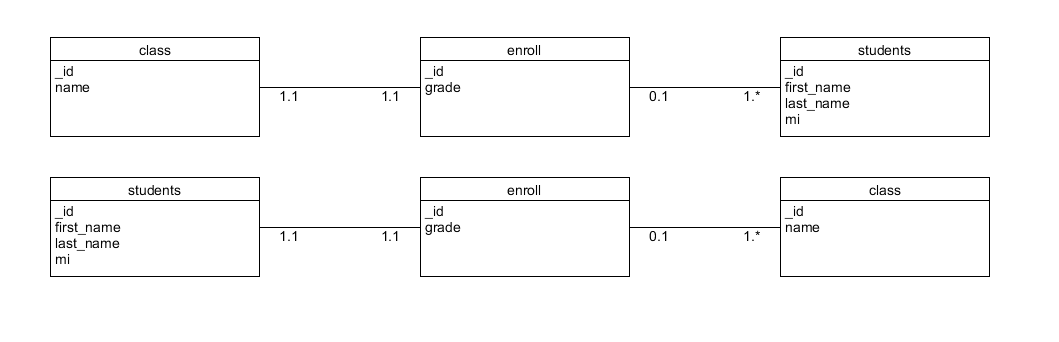 class
_id
name
1.1
1.1
enroll
_id
grade
0.1
1.*
students
_id
first_name
last_name
mi
students
_id
first_name
last_name
mi
1.1
1.1
enroll
_id
grade
0.1
1.*
class
_id
name